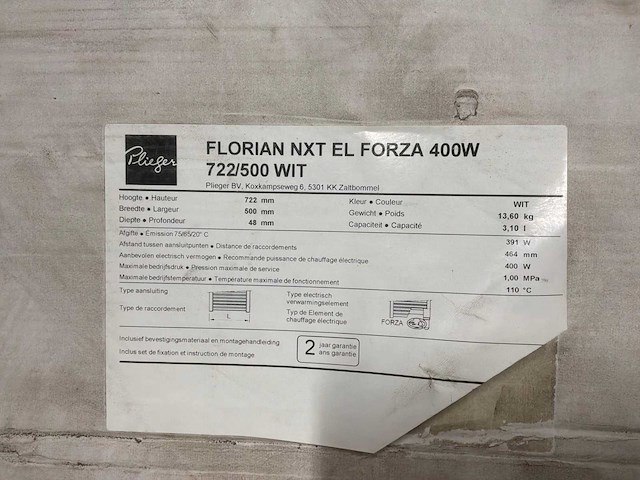 Plieger
FLORIAN NXT EL FORZA 400W
722/500 WIT
Plieger BV, Koxkampseweg 6, 5301 KK Zaltbommel
Hoogte • Hauteur 722 mm Kleur • Couleur WIT
Breedte • Largeur 500 mm Gewicht • Poids 13,60 kg
Diepte • Profondeur 48 mm Capaciteit • Capacité 3,10 l
Afgifte • Emission 75/65/20° C 391 W
Afstand tussen aansluitpunten • Distance de raccordements 464 mm
Aanbevolen electrisch vermogen • Recommande puissance de chauffage électrique 400 W
Maximale bedrijfsdruk • Pression maximale de service 1,00 MPa
Maximale bedrijfstemperatuur • Température maximale de fonctionnement 110 °C
Type aansluiting Type electrisch
verwarmingselement
Type de raccordement L Typ de Element de
chauffage électrique FORZA
Inclusief bevestigingsmateriaal en montagehandleiding 2 jaar garantie
Inclus set de fixation et instruction de montage ans garantie